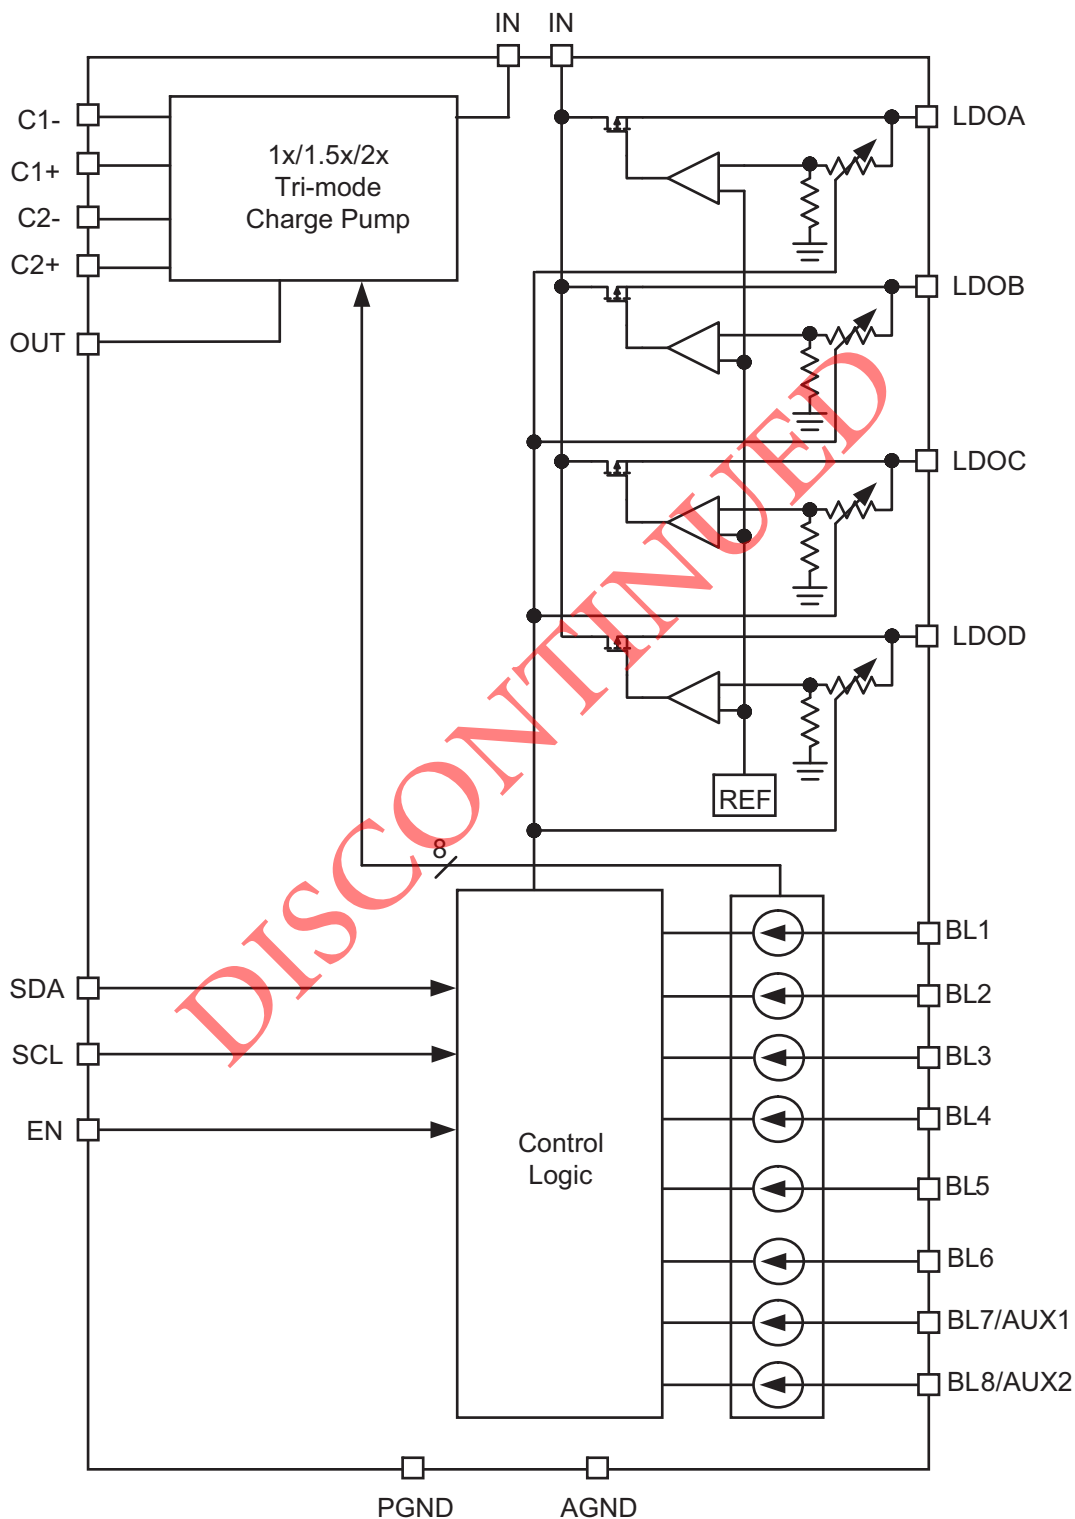 IN IN
C1-
C1+
C2-
C2+
OUT
1x/1.5x/2x
Tri-mode
Charge Pump
LDOA
LDOB
LDOC
LDOD
REF
8
DISCONTINUED
SDA
SCL
EN
Control
Logic
BL1
BL2
BL3
BL4
BL5
BL6
BL7/AUX1
BL8/AUX2
PGND AGND